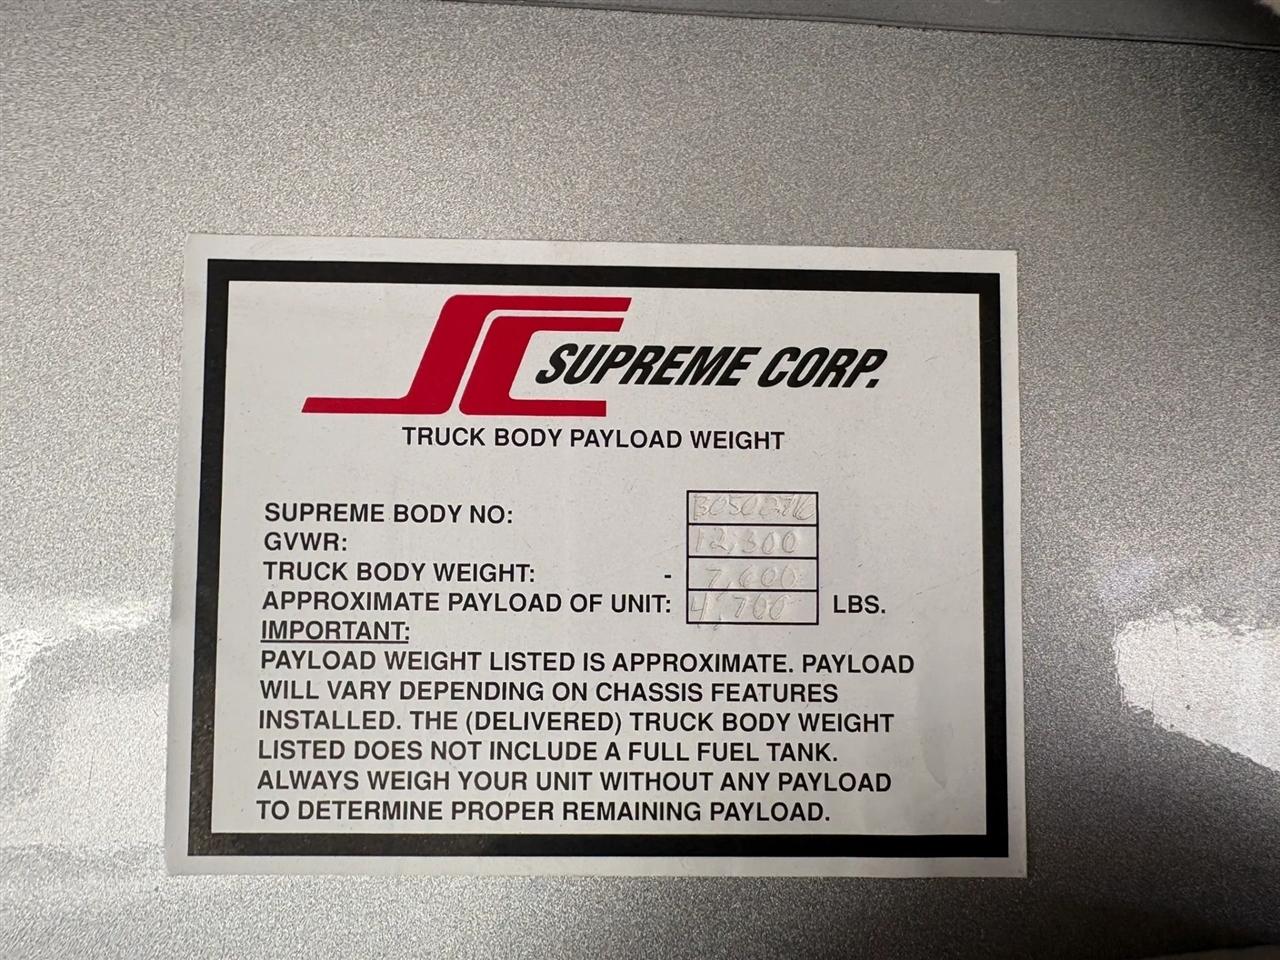 SC SUPREME CORP.
TRUCK BODY PAYLOAD WEIGHT
SUPREME BODY NO:
GVWR: 12,300
TRUCK BODY WEIGHT: - 7,600
APPROXIMATE PAYLOAD OF UNIT: 4,700 LBS.
IMPORTANT:
PAYLOAD WEIGHT LISTED IS APPROXIMATE. PAYLOAD
WILL VARY DEPENDING ON CHASSIS FEATURES
INSTALLED. THE (DELIVERED) TRUCK BODY WEIGHT
LISTED DOES NOT INCLUDE A FULL FUEL TANK.
ALWAYS WEIGH YOUR UNIT WITHOUT ANY PAYLOAD
TO DETERMINE PROPER REMAINING PAYLOAD.